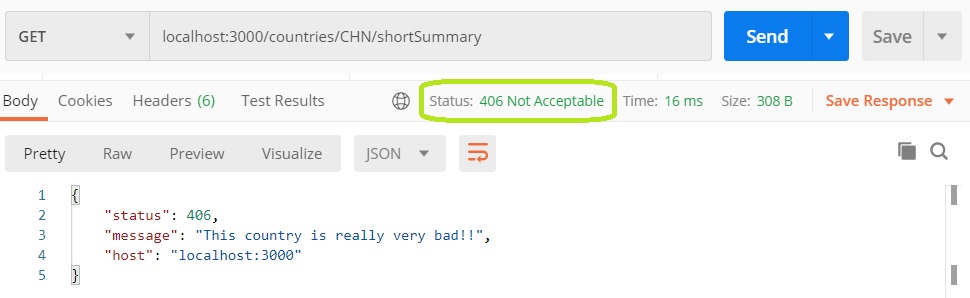 GET localhost:3000/countries/CHN/shortSummary Send Save
Body Cookies Headers (6) Test Results Status: 406 Not Acceptable Time: 16 ms Size: 308 B Save Response
Pretty Raw Preview Visualize JSON
1 {
2 "status": 406,
3 "message": "This country is really very bad!!",
4 "host": "localhost:3000"
5 }